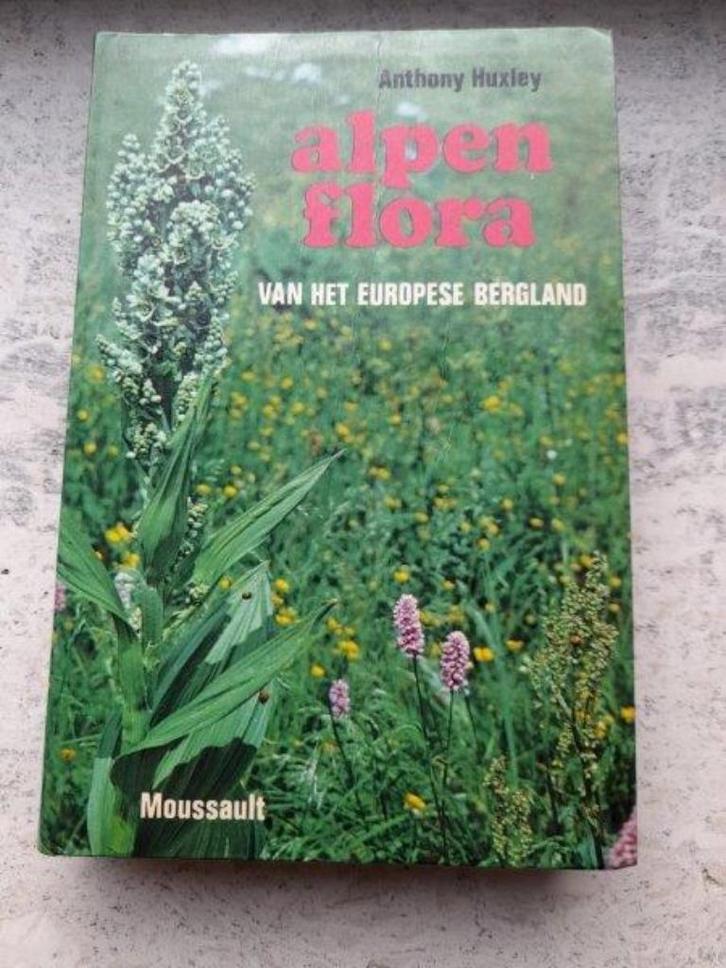 Anthony Huxley
alpen
flora
VAN HET EUROPESE BERGLAND
Moussault